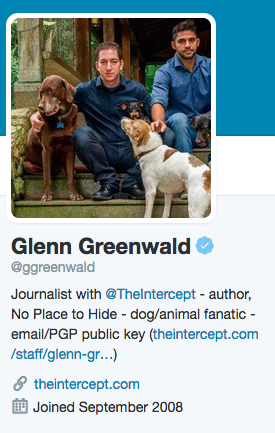 Glenn Greenwald
@ggreenwald
Journalist with @TheIntercept - author,
No Place to Hide - dog/animal fanatic -
email/PGP public key (theintercept.com
/staff/glenn-gr…)
theintercept.com
Joined September 2008